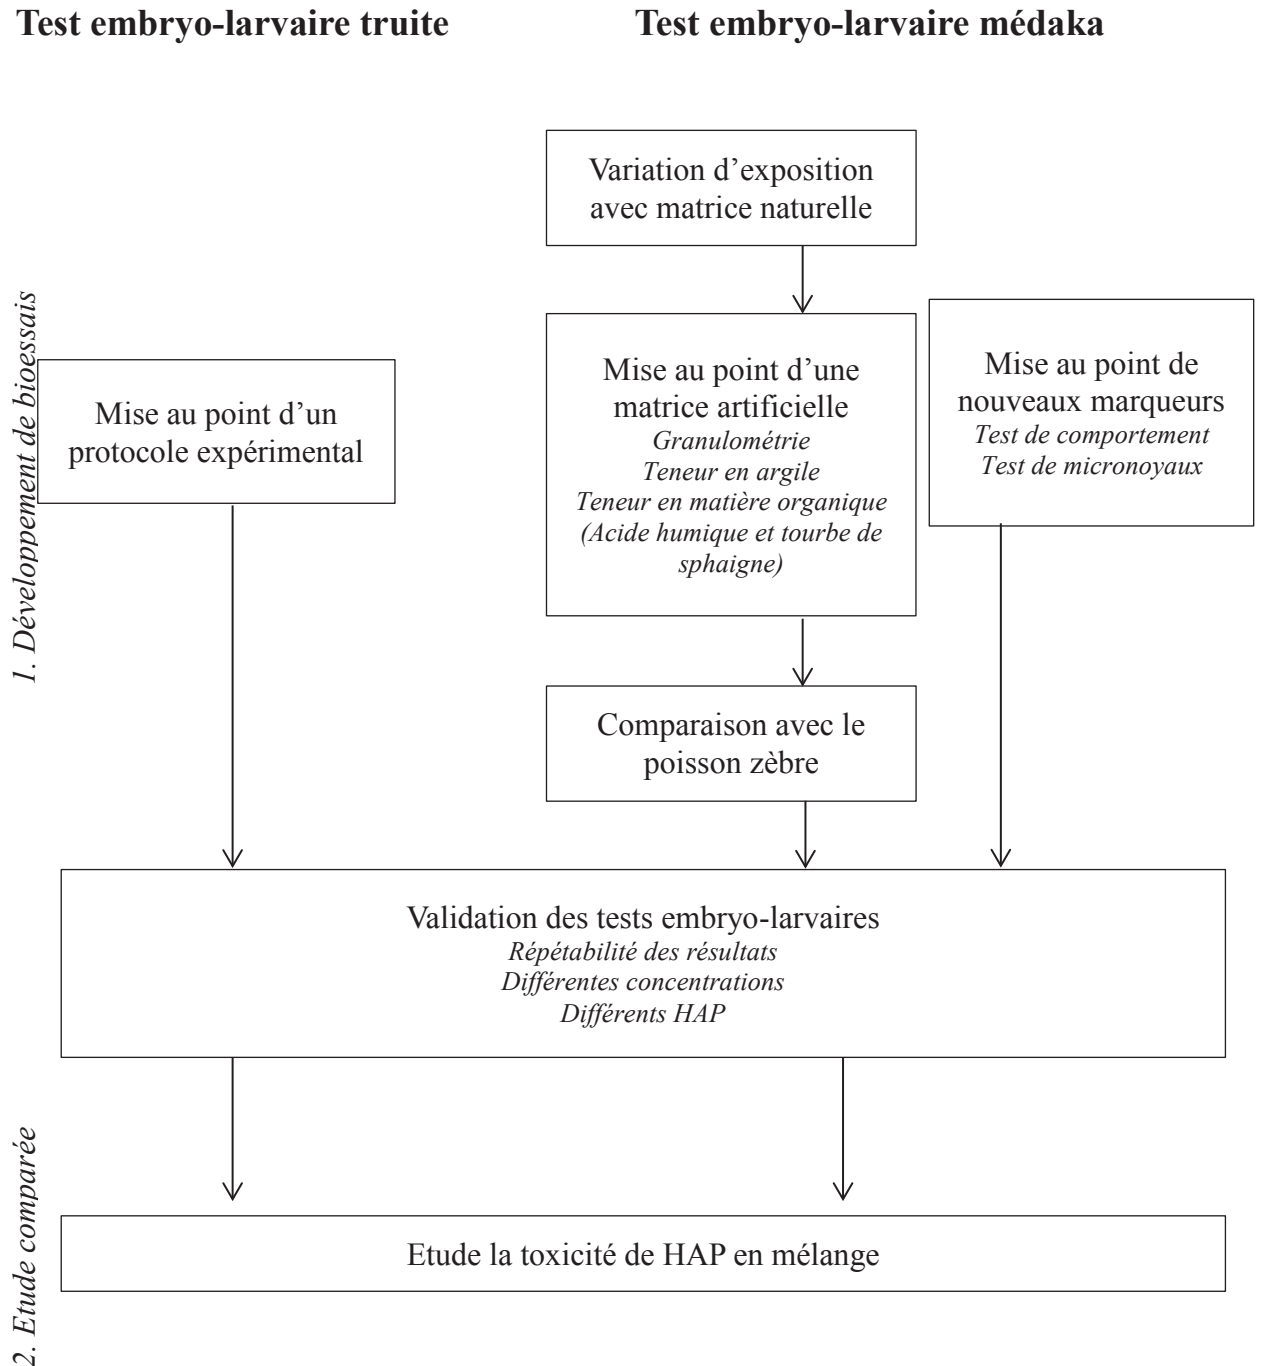 Test embryo-larvaire truite
Test embryo-larvaire médaka
1. Développement de bioessais
Variation d’exposition
avec matrice naturelle
Mise au point d’un
protocole expérimental
Mise au point d’une
matrice artificielle
Granulométrie
Teneur en argile
Teneur en matière organique
(Acide humique et tourbe de
sphaigne)
Mise au point de
nouveaux marqueurs
Test de comportement
Test de micronoyaux
Comparaison avec le
poisson zèbre
Validation des tests embryo-larvaires
Répétabilité des résultats
Différentes concentrations
Différents HAP
2. Etude comparée
Etude la toxicité de HAP en mélange